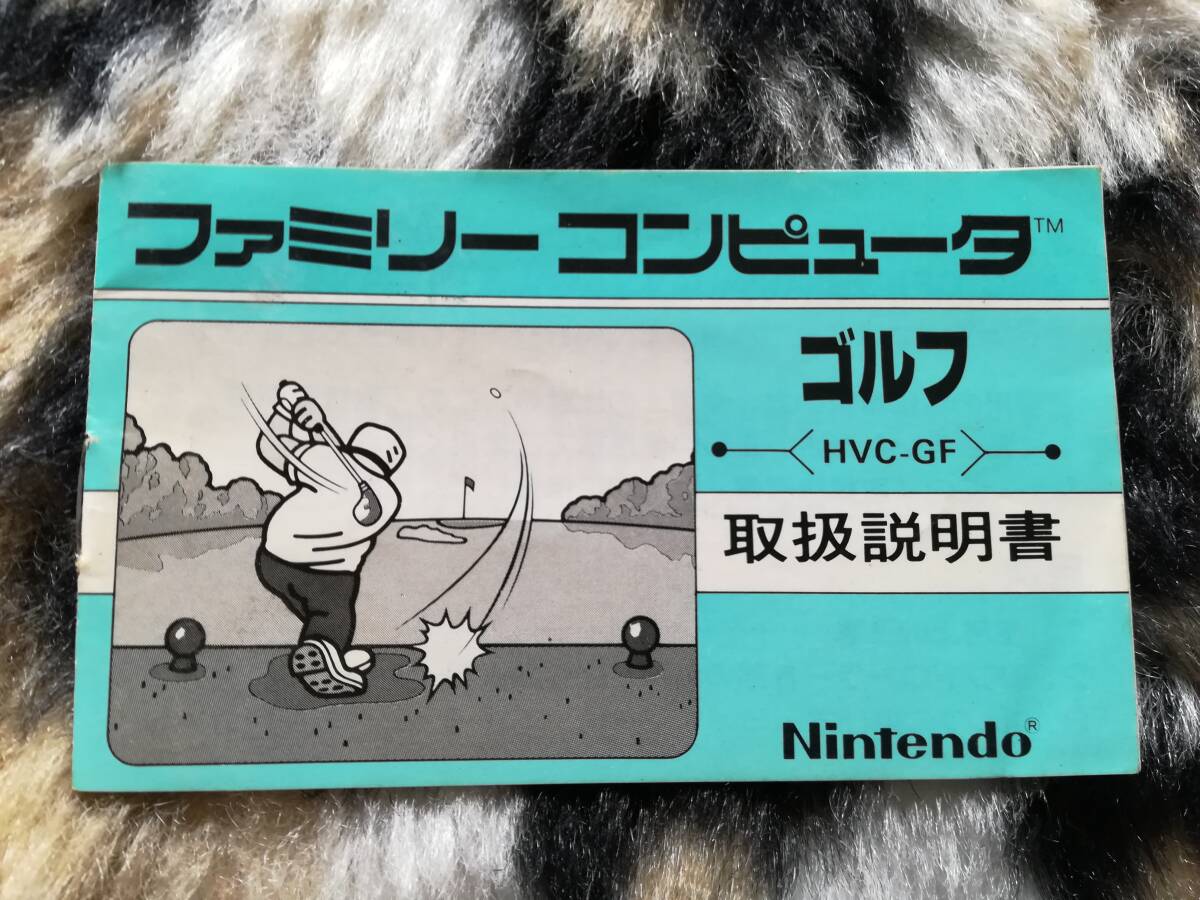 ファミリー コンピュータ™
ゴルフ
HVC-GF
取扱説明書
Nintendo®